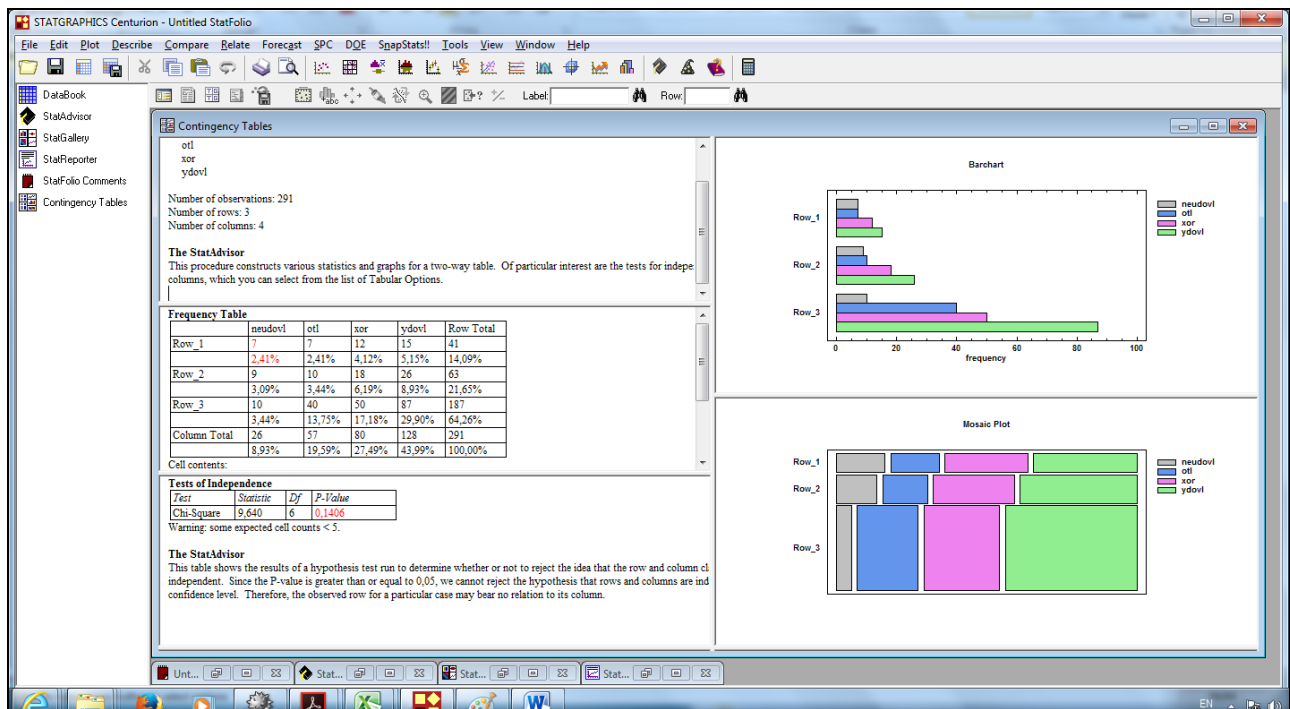 STATGRAPHICS Centurion - Untitled StatFolio
File Edit Plot Describe Compare Relate Forecast SPC DOE SnapStats!! Tools View Window Help
Label: Row:
DataBook
StatAdvisor
StatGallery
StatReporter
StatFolio Comments
Contingency Tables
Contingency Tables
otl
xor
ydovl
Number of observations: 291
Number of rows: 3
Number of columns: 4
The StatAdvisor
This procedure constructs various statistics and graphs for a two-way table. Of particular interest are the tests for indepe
columns, which you can select from the list of Tabular Options.
Frequency Table
neudovl otl xor ydovl Row Total
Row_1 7 7 12 15 41
2,41% 2,41% 4,12% 5,15% 14,09%
Row_2 9 10 18 26 63
3,09% 3,44% 6,19% 8,93% 21,65%
Row_3 10 40 50 87 187
3,44% 13,75% 17,18% 29,90% 64,26%
Column Total 26 57 80 128 291
8,93% 19,59% 27,49% 43,99% 100,00%
Cell contents:
Tests of Independence
Test Statistic Df P-Value
Chi-Square 9,640 6 0,1406
Warning: some expected cell counts < 5.
The StatAdvisor
This table shows the results of a hypothesis test run to determine whether or not to reject the idea that the row and column cl
independent. Since the P-value is greater than or equal to 0,05, we cannot reject the hypothesis that rows and columns are ind
confidence level. Therefore, the observed row for a particular case may bear no relation to its column.
Barchart
Row_1
Row_2
Row_3
0 20 40 60 80 100
frequency
neudovl
otl
xor
ydovl
Mosaic Plot
Row_1
Row_2
Row_3
neudovl
otl
xor
ydovl
Unt... Stat... Stat... Stat...
EN